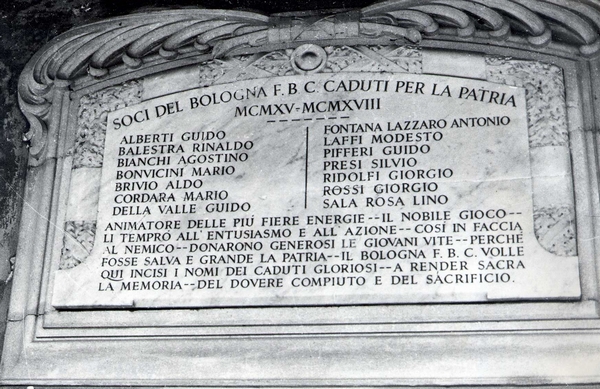 SOCI DEL BOLOGNA F.B.C. CADUTI PER LA PATRIA
MCMXV-MCMXVIII
ALBERTI GUIDO
BALESTRA RINALDO
BIANCHI AGOSTINO
BONVICINI MARIO
BRIVIO ALDO
CORDARA MARIO
DELLA VALLE GUIDO
FONTANA LAZZARO ANTONIO
LAFFI MODESTO
PIFFERI GUIDO
PRESI SILVIO
RIDOLFI GIORGIO
ROSSI GIORGIO
SALA ROSA LINO
ANIMATORE DELLE PIÚ FIERE ENERGIE--IL NOBILE GIOCO--
LI TEMPRÒ ALL'ENTUSIASMO E ALL'AZIONE--COSÌ IN FACCIA
AL NEMICO--DONARONO GENEROSI LE GIOVANI VITE--PERCHÉ
FOSSE SALVA E GRANDE LA PATRIA--IL BOLOGNA F.B.C. VOLLE
QUI INCISI I NOMI DEI CADUTI GLORIOSI--A RENDER SACRA
LA MEMORIA--DEL DOVERE COMPIUTO E DEL SACRIFICIO.